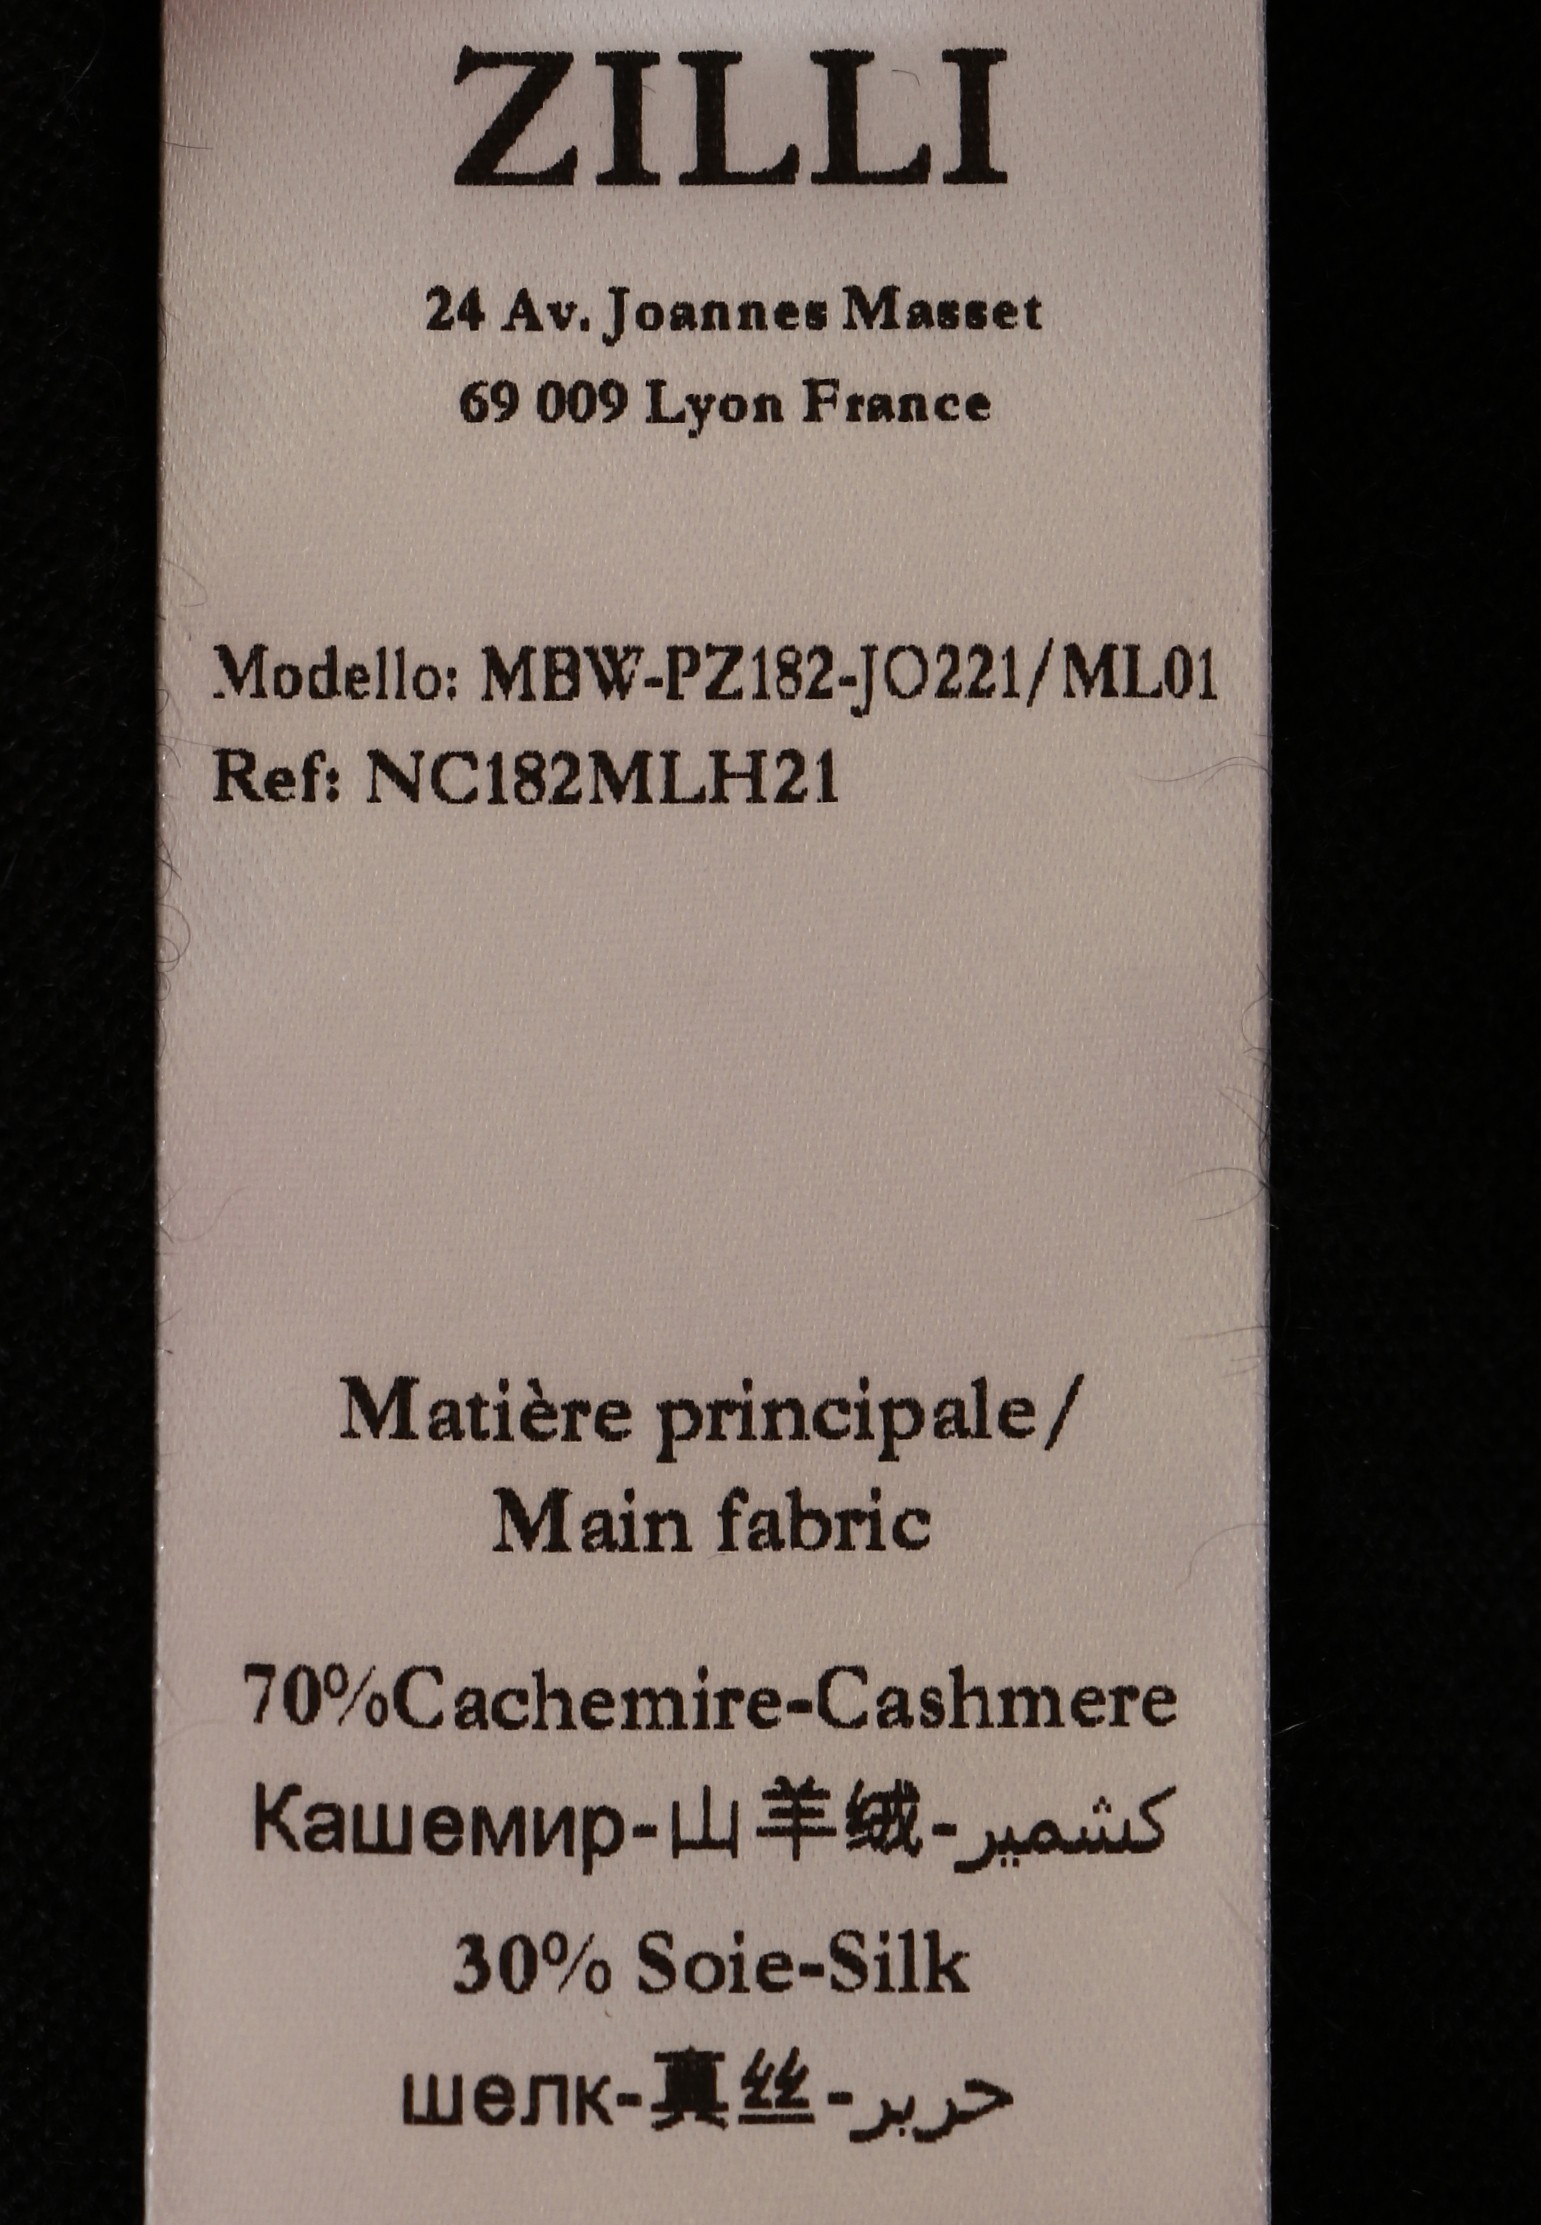 ZILLI
24 Av. Joannes Masset
69 009 Lyon France
Modello: MBW-PZ182-JO221/ML01
Ref: NC182MLH21
Matière principale/
Main fabric
70%Cachemire-Cashmere
Кашемир-山羊绒-كشمير
30% Soie-Silk
шелк-真丝-حرير